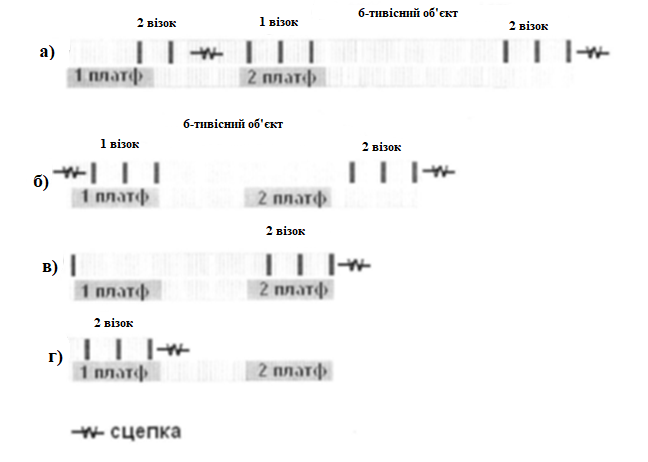 6-тивісний об'єкт
2 візок 1 візок 2 візок
а)
1 платф 2 платф
6-тивісний об'єкт
1 візок 2 візок
б)
1 платф 2 платф
2 візок
в)
1 платф 2 платф
2 візок
г)
1 платф 2 платф
сцепка